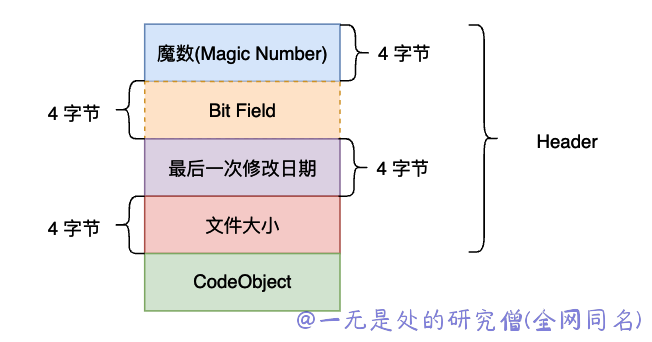 魔数(Magic Number)
4 字节
4 字节
Bit Field
Header
最后一次修改日期
4 字节
4 字节
文件大小
CodeObject
@一无是处的研究僧(全网同名)